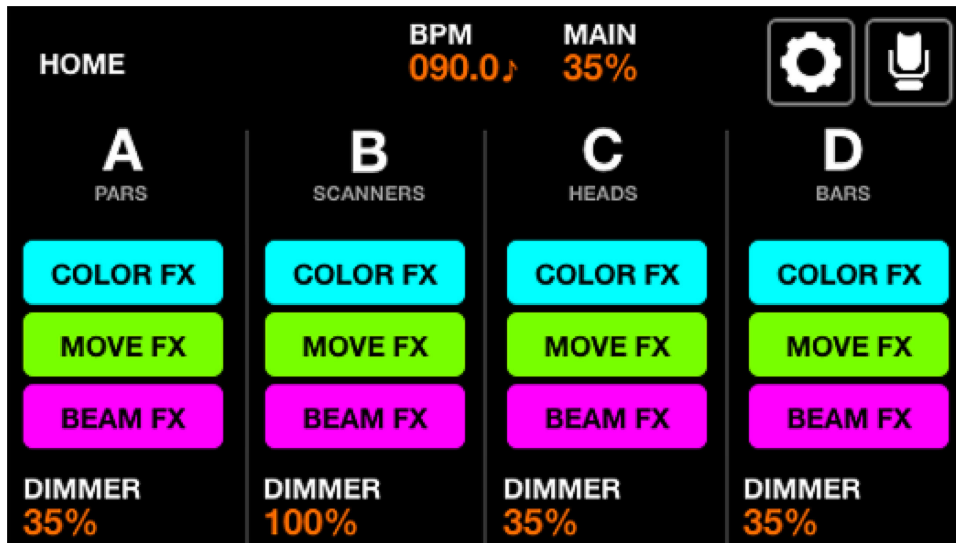 HOME
BPM
090.0♪
MAIN
35%
A
PARS
B
SCANNERS
C
HEADS
D
BARS
COLOR FX
COLOR FX
COLOR FX
COLOR FX
MOVE FX
MOVE FX
MOVE FX
MOVE FX
BEAM FX
BEAM FX
BEAM FX
BEAM FX
DIMMER
35%
DIMMER
100%
DIMMER
35%
DIMMER
35%